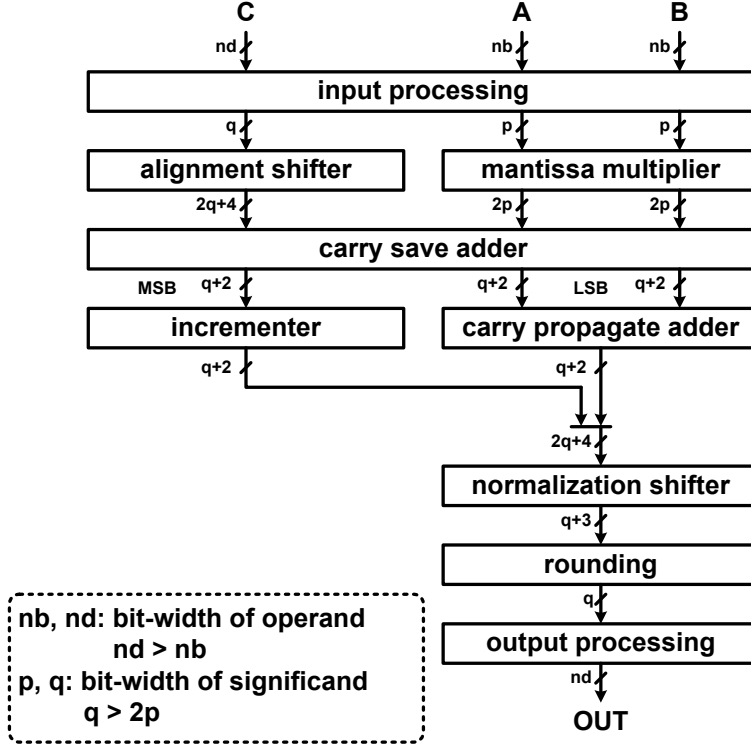 C A B
nd nb nb
input processing
q p p
alignment shifter mantissa multiplier
2q+4 2p 2p
carry save adder
MSB q+2 q+2 LSB q+2
incrementer carry propagate adder
q+2 q+2
2q+4
normalization shifter
q+3
rounding
q
output processing
nd
OUT
nb, nd: bit-width of operand
nd > nb
p, q: bit-width of significand
q > 2p